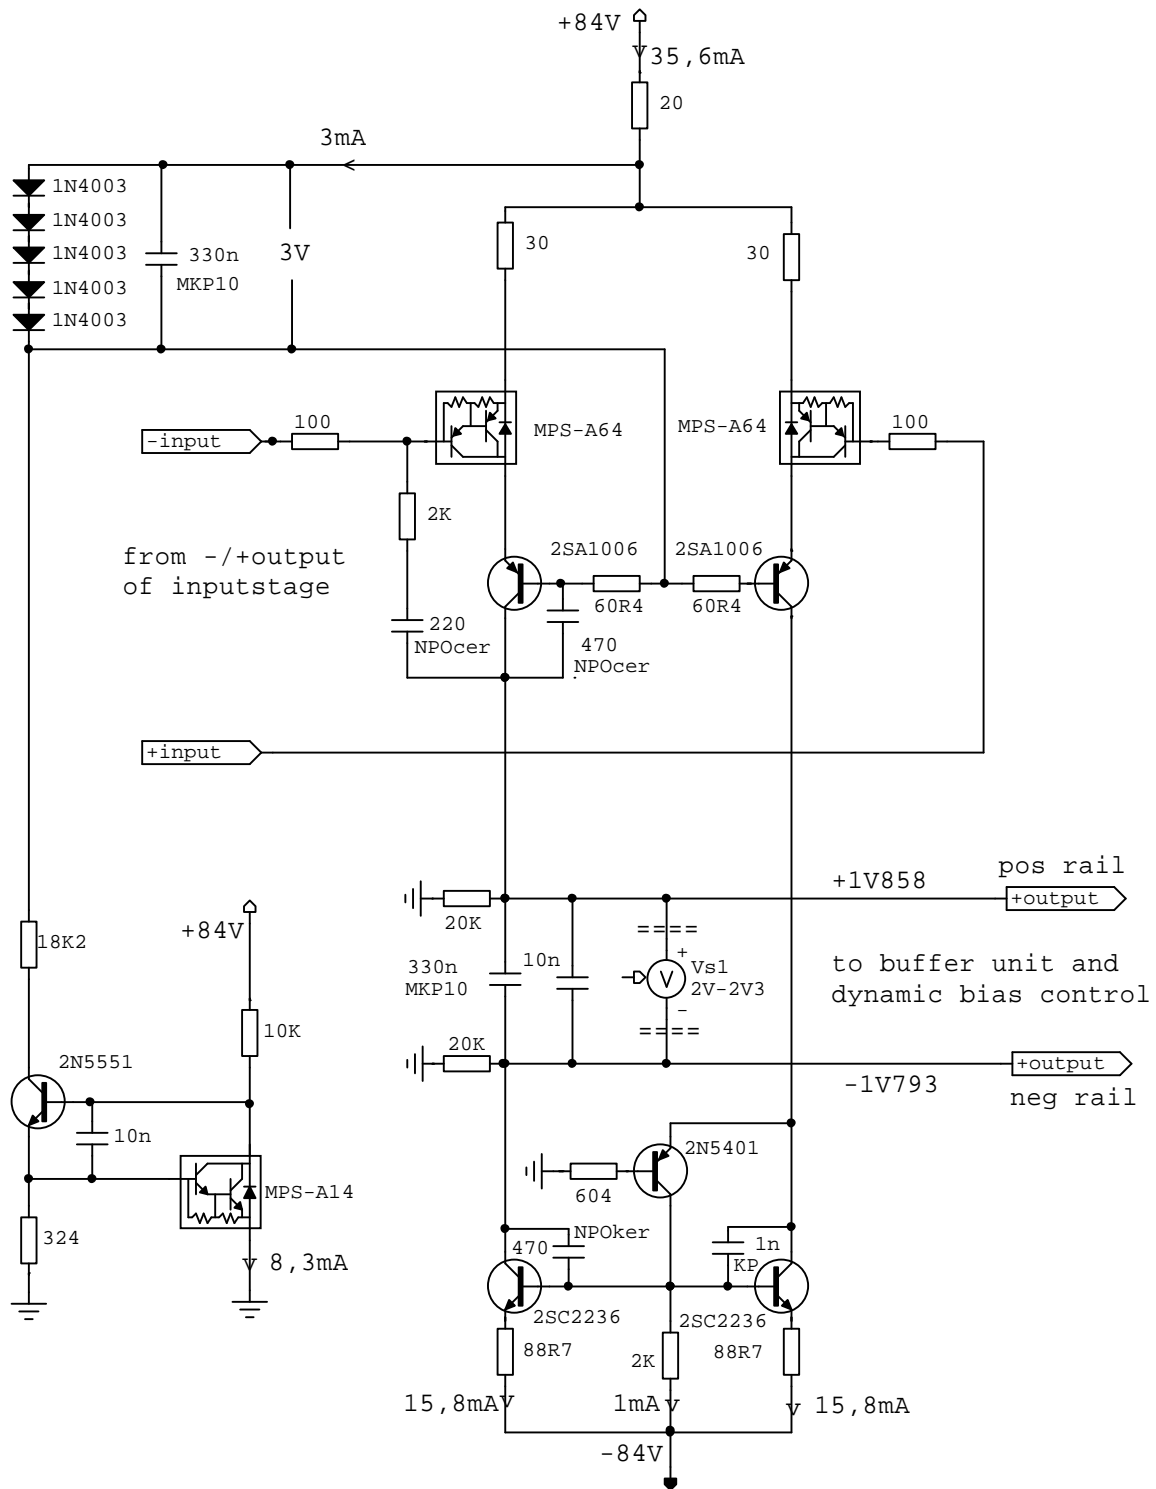 +84V
35,6mA
20
3mA
1N4003
1N4003
1N4003
1N4003
1N4003
330n
MKP10
3V
30
30
-input
100
MPS-A64
MPS-A64
100
2K
from -/+output
of inputstage
2SA1006
2SA1006
60R4
60R4
220
NPOcer
470
NPOcer
+input
+1V858
pos rail
+output
20K
====
+
V
Vs1
2V-2V3
-
====
330n
MKP10
10n
to buffer unit and
dynamic bias control
20K
-1V793
+output
neg rail
18K2
+84V
10K
2N5551
10n
MPS-A14
324
8,3mA
2N5401
604
NPOker
470
1n
KP
2SC2236
2SC2236
88R7
2K
88R7
15,8mA
1mA
15,8mA
-84V